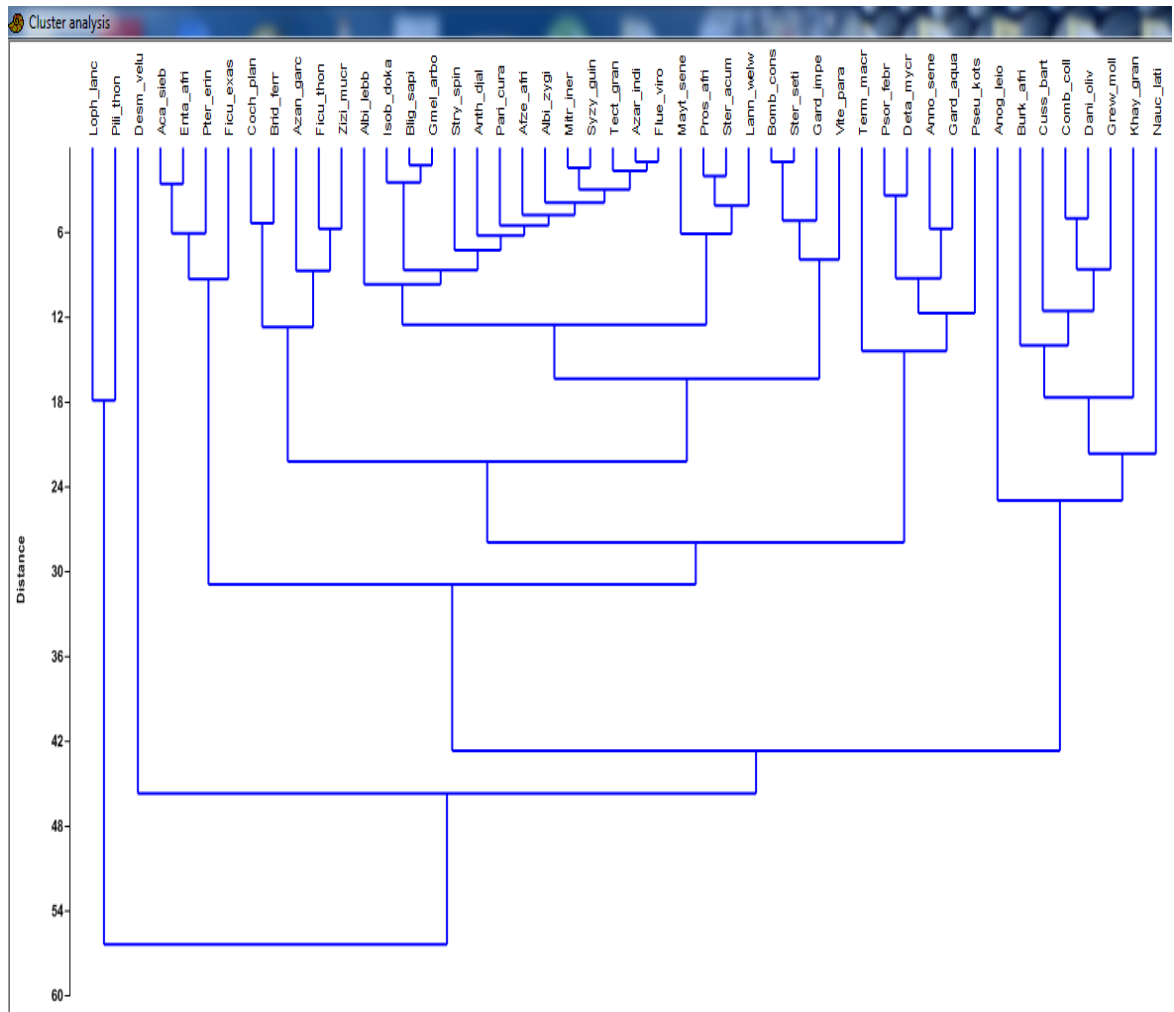 Cluster analysis
Loph_lanc
Pili_thon
Desm_velu
Aca_sieb
Enta_afri
Pter_erin
Ficu_exas
Coch_plan
Brid_ferr
Azan_garc
Ficu_thon
Zizi_mucr
Albi_lebb
Isob_doka
Blig_sapi
Gmel_arbo
Stry_spin
Anth_djal
Pari_cura
Afze_afri
Albi_zygi
Mitr_iner
Syzy_guin
Tect_gran
Azar_indi
Flue_viro
Mayt_sene
Pros_afri
Ster_acum
Lann_welw
Bomb_cons
Ster_seti
Gard_impe
Vite_para
Term_macr
Psor_febr
Deta_mycr
Anno_sene
Gard_aqua
Pseu_kots
Anog_leio
Burk_afri
Cuss_bart
Comb_coll
Dani_oliv
Grew_moll
Khay_gran
Nauc_lati
6
12
18
24
30
36
42
48
54
60
Distance